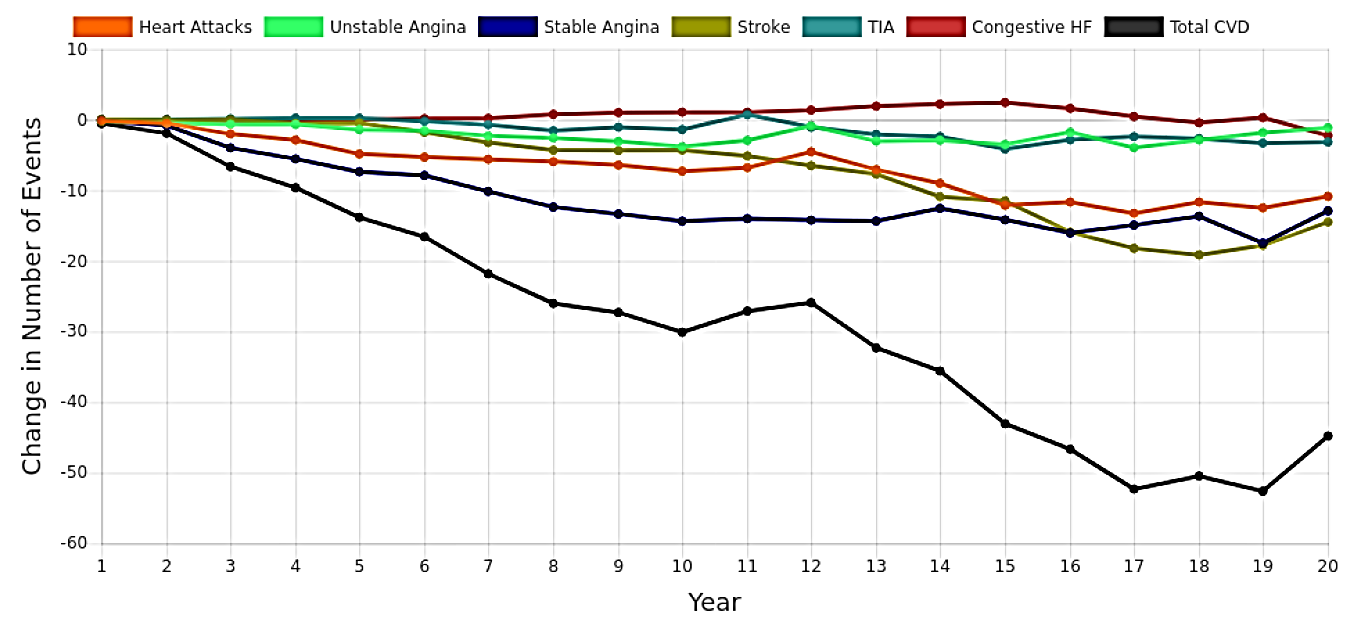 Heart Attacks Unstable Angina Stable Angina Stroke TIA Congestive HF Total CVD
10
0
-10
-20
-30
-40
-50
-60
Change in Number of Events
1 2 3 4 5 6 7 8 9 10 11 12 13 14 15 16 17 18 19 20
Year